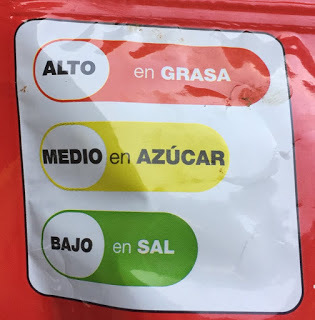 ALTO en GRASA
MEDIO en AZÚCAR
BAJO en SAL